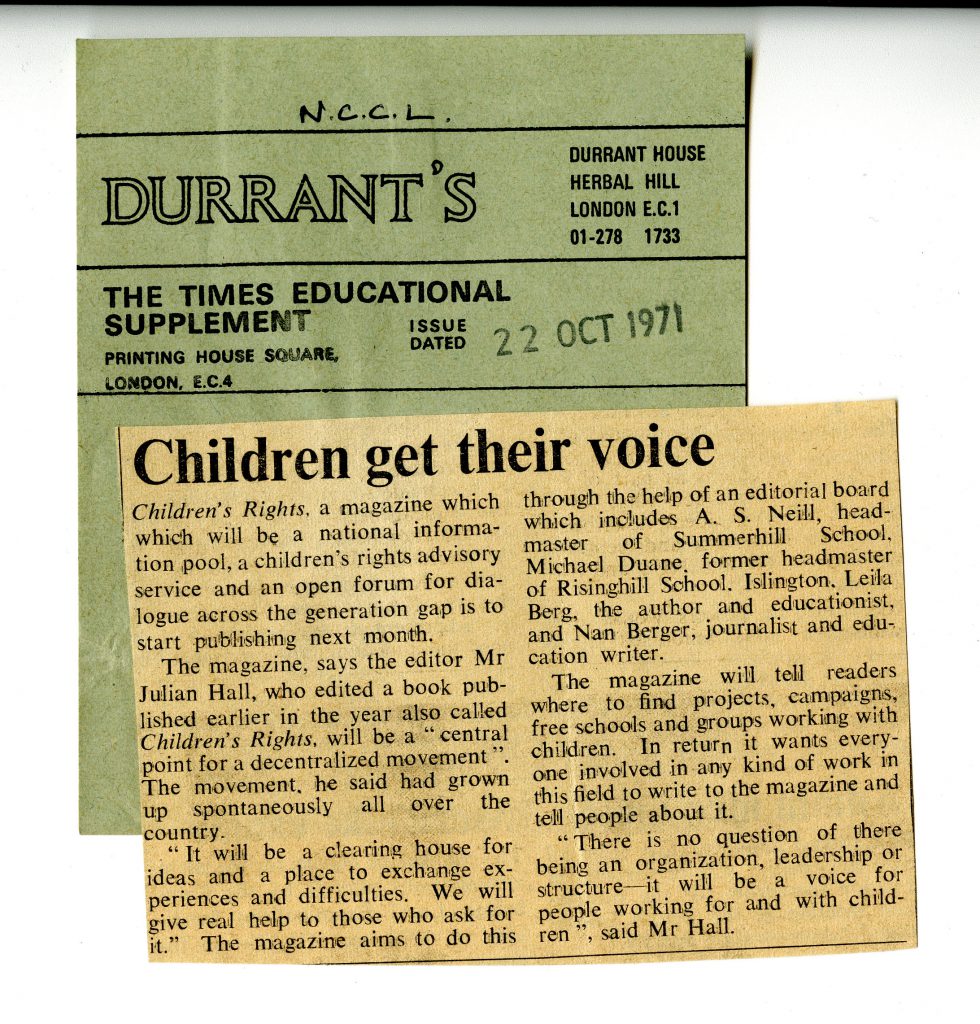 N.C.C.L.
DURRANT'S
DURRANT HOUSE
HERBAL HILL
LONDON E.C.1
01-278 1733
THE TIMES EDUCATIONAL
SUPPLEMENT
PRINTING HOUSE SQUARE,
LONDON, E.C.4
ISSUE
DATED
22 OCT 1971
Children get their voice
Children's Rights, a magazine which
which will be a national informa-
tion pool, a children's rights advisory
service and an open forum for dia-
logue across the generation gap is to
start publishing next month.
The magazine, says the editor Mr
Julian Hall, who edited a book pub-
lished earlier in the year also called
Children's Rights, will be a "central
point for a decentralized movement".
The movement, he said had grown
up spontaneously all over the
country.
"It will be a clearing house for
ideas and a place to exchange ex-
periences and difficulties. We will
give real help to those who ask for
it." The magazine aims to do this
through the help of an editorial board
which includes A. S. Neill, head-
master of Summerhill School,
Michael Duane, former headmaster
of Risinghill School, Islington, Leila
Berg, the author and educationist,
and Nan Berger, journalist and edu-
cation writer.
The magazine will tell readers
where to find projects, campaigns,
free schools and groups working with
children. In return it wants every-
one involved in any kind of work in
this field to write to the magazine and
tell people about it.
"There is no question of there
being an organization, leadership or
structure—it will be a voice for
people working for and with child-
ren", said Mr Hall.